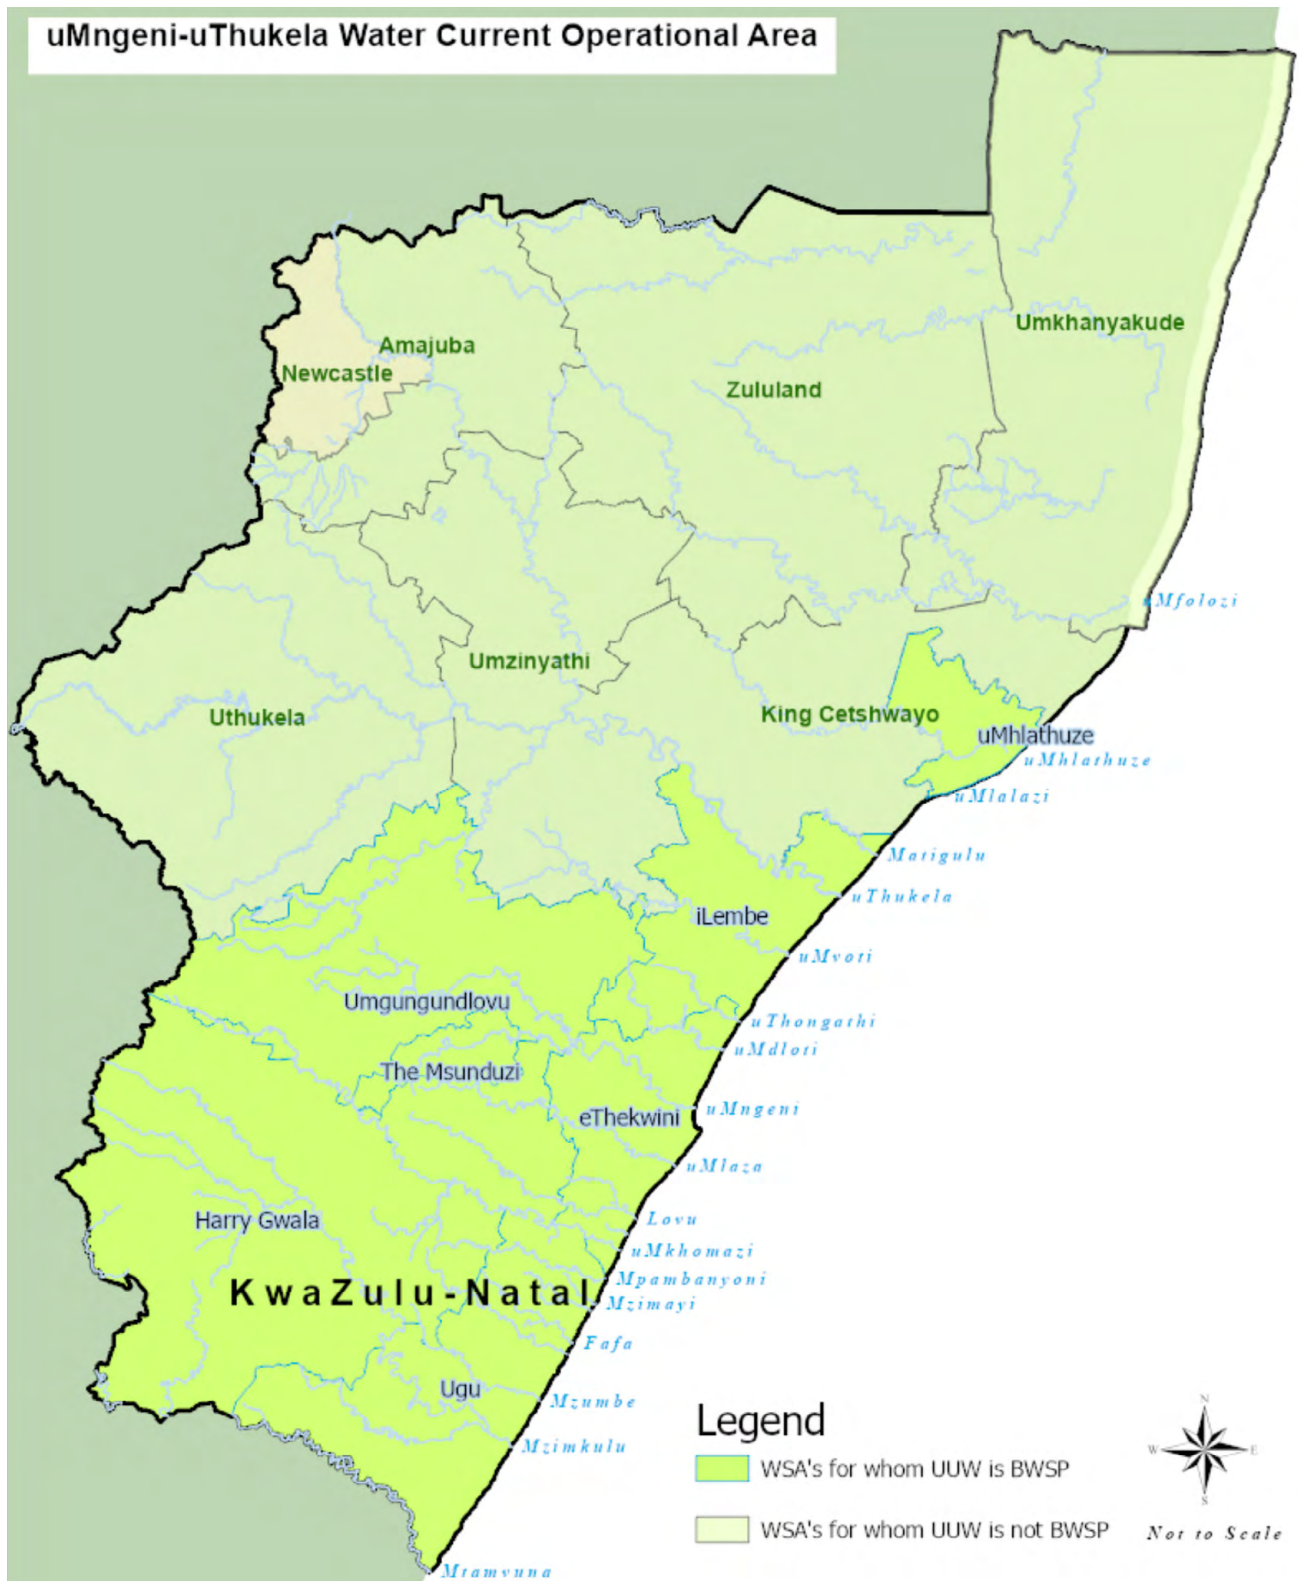 uMngeni-uThukela Water Current Operational Area
Umkhanyakude
Amajuba
Newcastle
Zululand
uMfolozi
Umzinyathi
Uthukela
King Cetshwayo
uMhlathuze
uMhlathuze
uMlalazi
Matigulu
uThukela
iLembe
uMvoti
Umgungundlovu
uThongathi
uMdloti
The Msunduzi
uMngeni
eThekwini
uMlaza
Harry Gwala
Lovu
uMkhomazi
Mpambanyoni
KwaZulu-Natal
Mzimayi
Fafa
Ugu
Mzumbe
Mzimkulu
Mtamvuna
Legend
WSA's for whom UUW is BWSP
WSA's for whom UUW is not BWSP
N
W E
S
Not to Scale